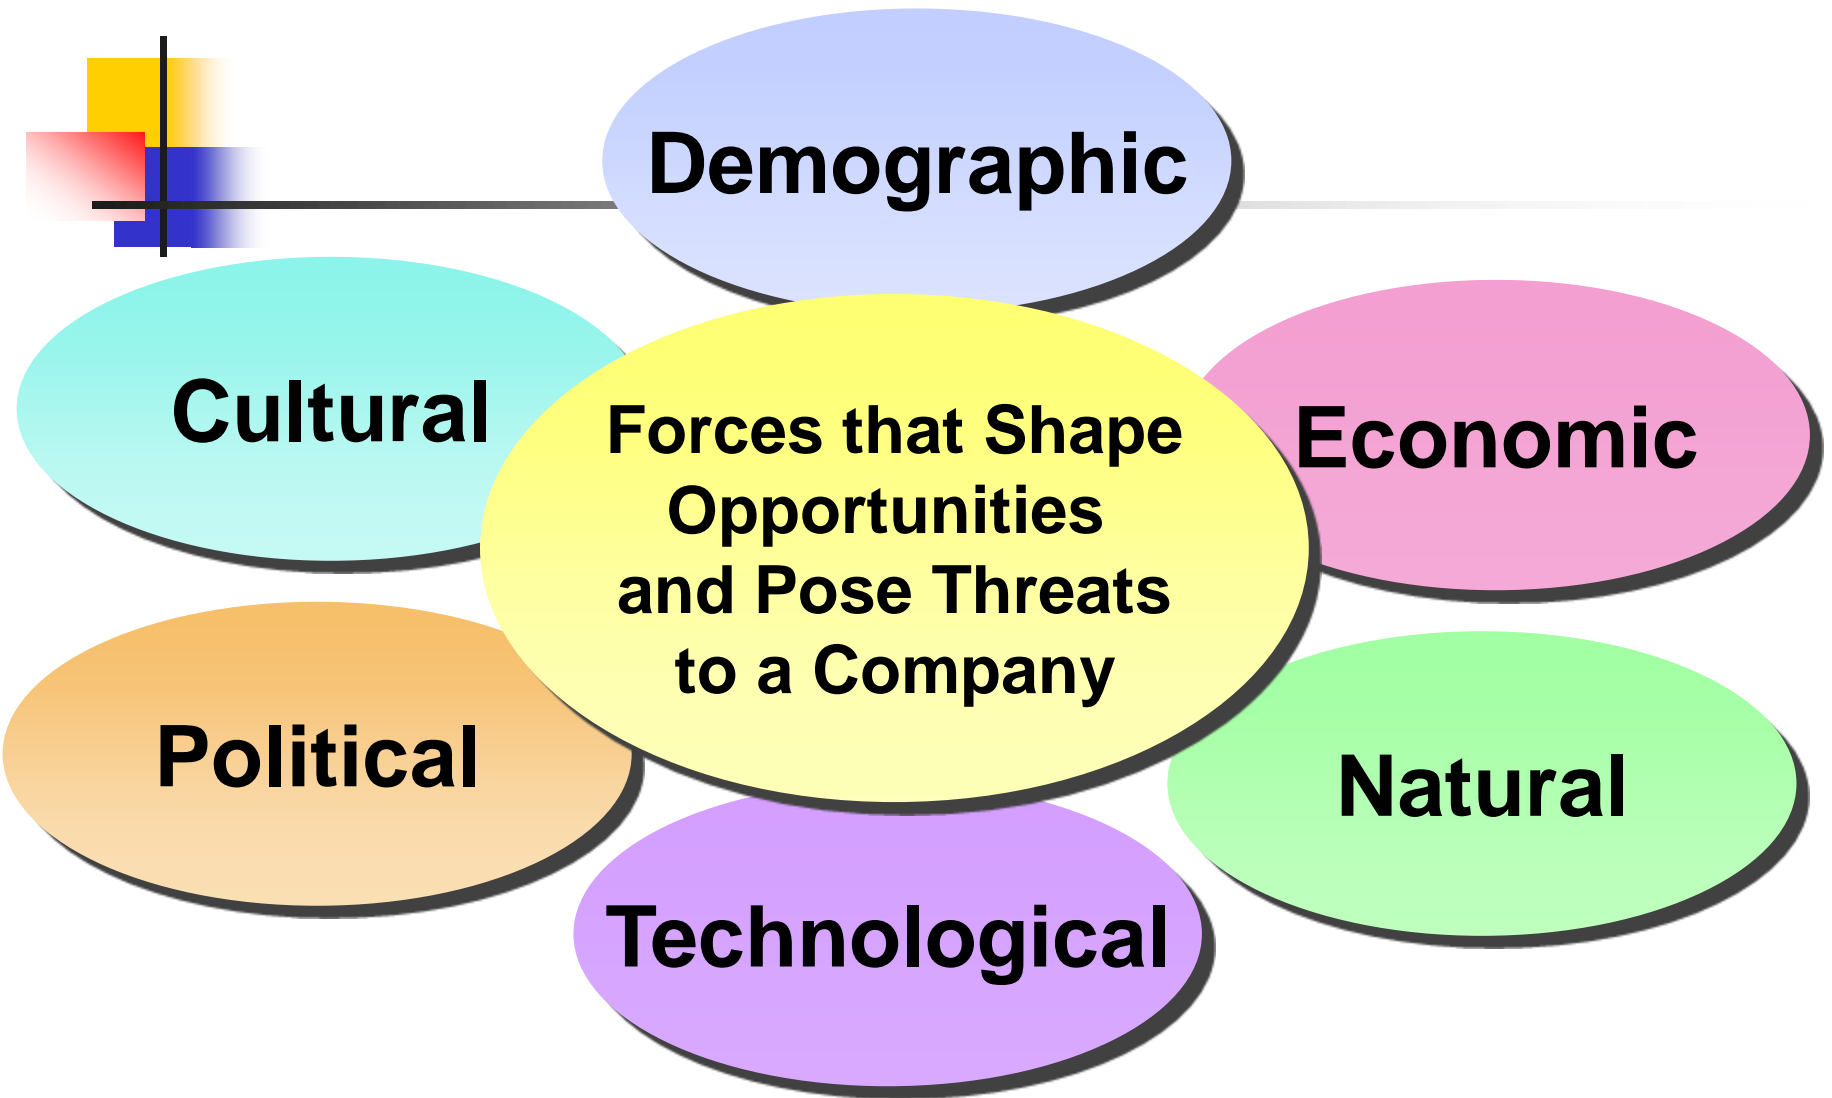 Demographic
Cultural
Economic
Forces that Shape
Opportunities
and Pose Threats
to a Company
Political
Natural
Technological